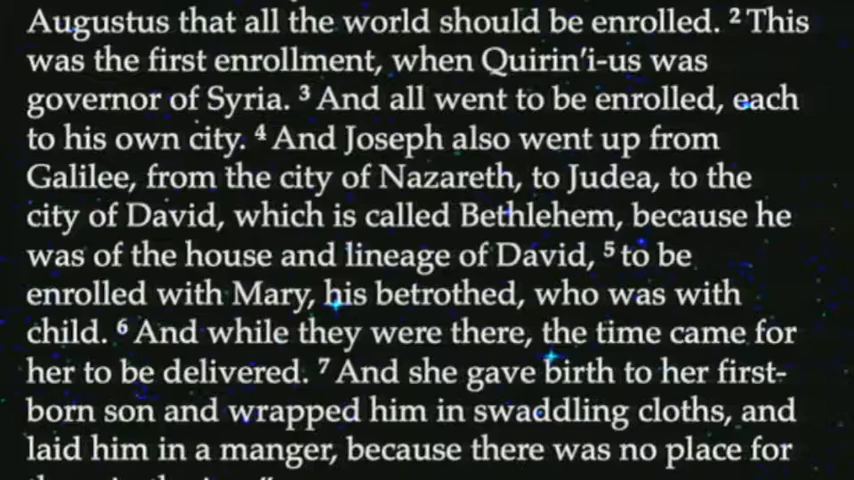 Augustus that all the world should be enrolled. ² This
was the first enrollment, when Quirin'i-us was
governor of Syria. ³ And all went to be enrolled, each
to his own city. ⁴ And Joseph also went up from
Galilee, from the city of Nazareth, to Judea, to the
city of David, which is called Bethlehem, because he
was of the house and lineage of David, ⁵ to be
enrolled with Mary, his betrothed, who was with
child. ⁶ And while they were there, the time came for
her to be delivered. ⁷ And she gave birth to her first-
born son and wrapped him in swaddling cloths, and
laid him in a manger, because there was no place for